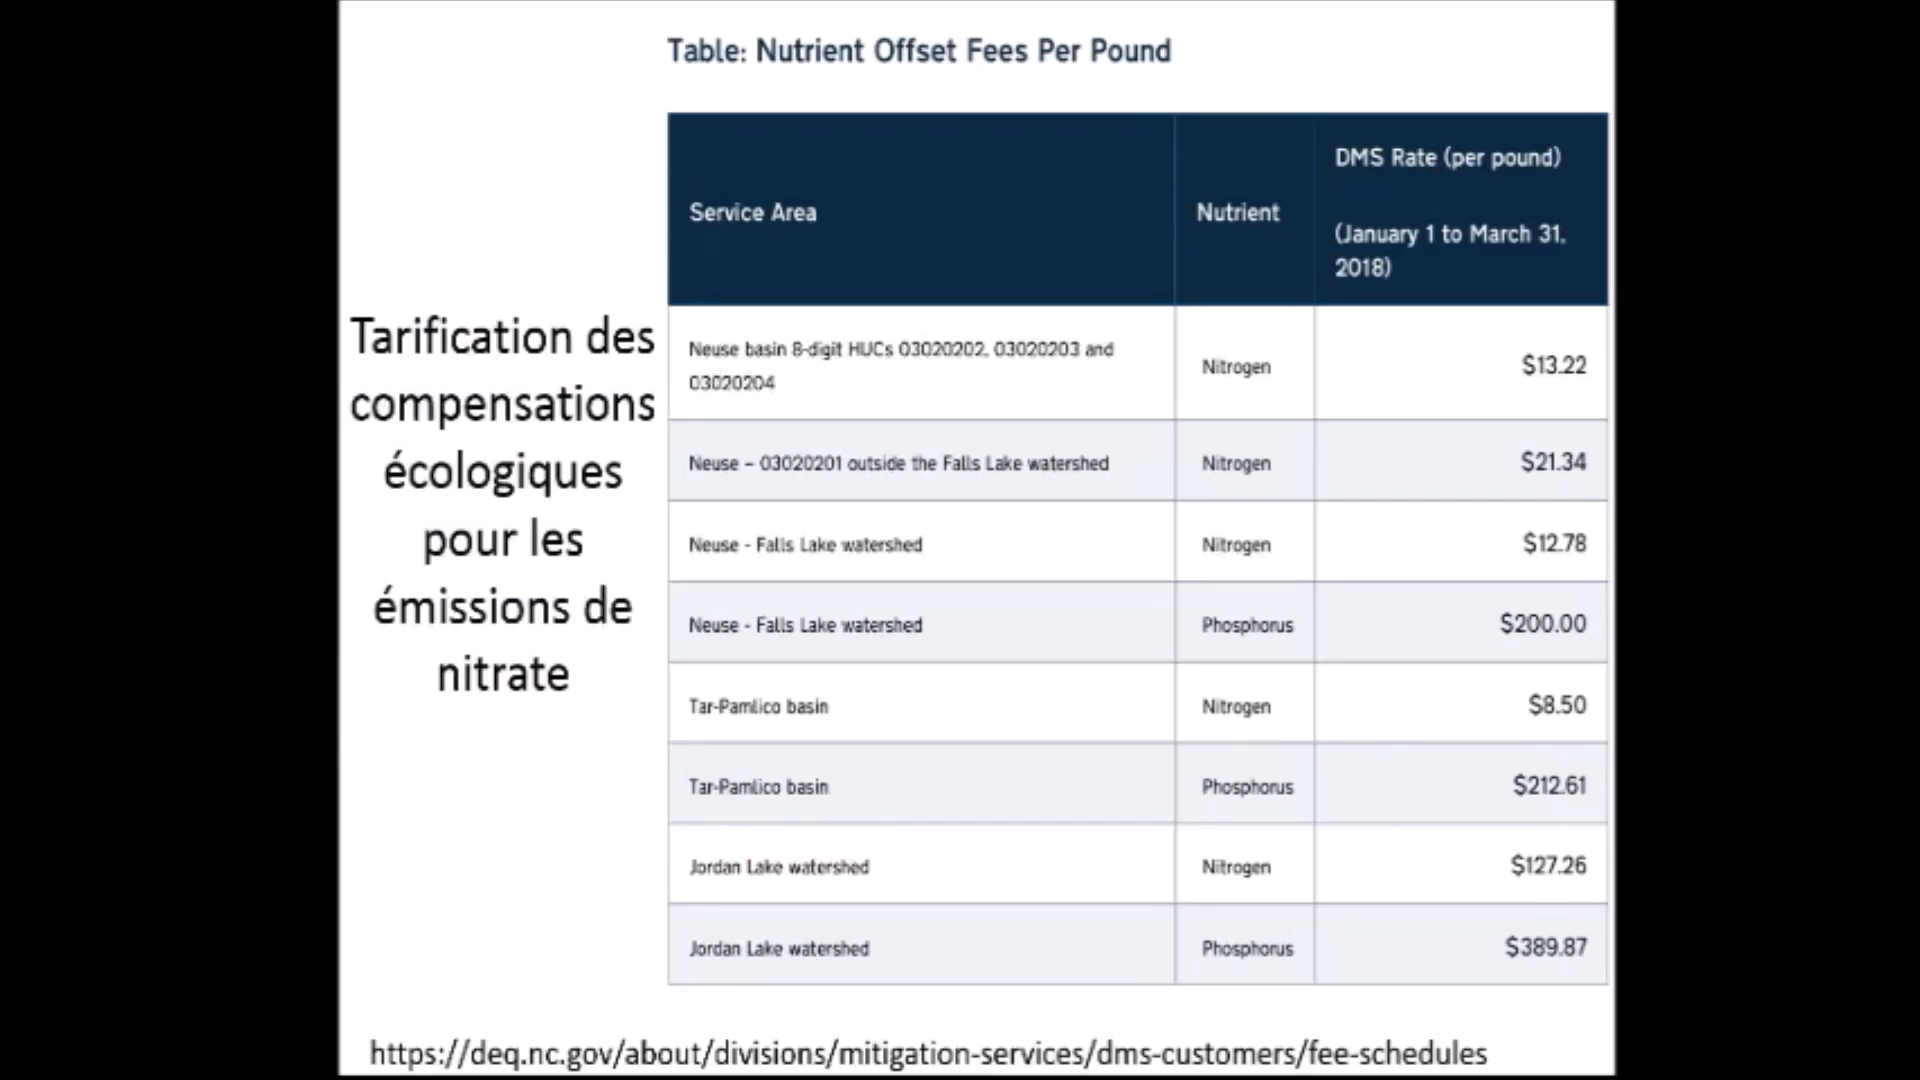 Table: Nutrient Offset Fees Per Pound
Service Area
Nutrient
DMS Rate (per pound)
(January 1 to March 31,
2018)
Neuse basin 8-digit HUCs 03020202, 03020203 and
03020204
Nitrogen
$13.22
Neuse – 03020201 outside the Falls Lake watershed
Nitrogen
$21.34
Neuse - Falls Lake watershed
Nitrogen
$12.78
Neuse - Falls Lake watershed
Phosphorus
$200.00
Tar-Pamlico basin
Nitrogen
$8.50
Tar-Pamlico basin
Phosphorus
$212.61
Jordan Lake watershed
Nitrogen
$127.26
Jordan Lake watershed
Phosphorus
$389.87
Tarification des
compensations
écologiques
pour les
émissions de
nitrate
https://deq.nc.gov/about/divisions/mitigation-services/dms-customers/fee-schedules